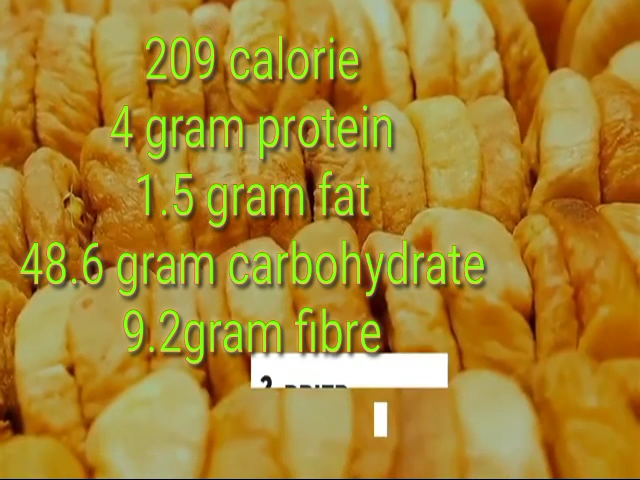 209 calorie
4 gram protein
1.5 gram fat
48.6 gram carbohydrate
9.2gram fibre